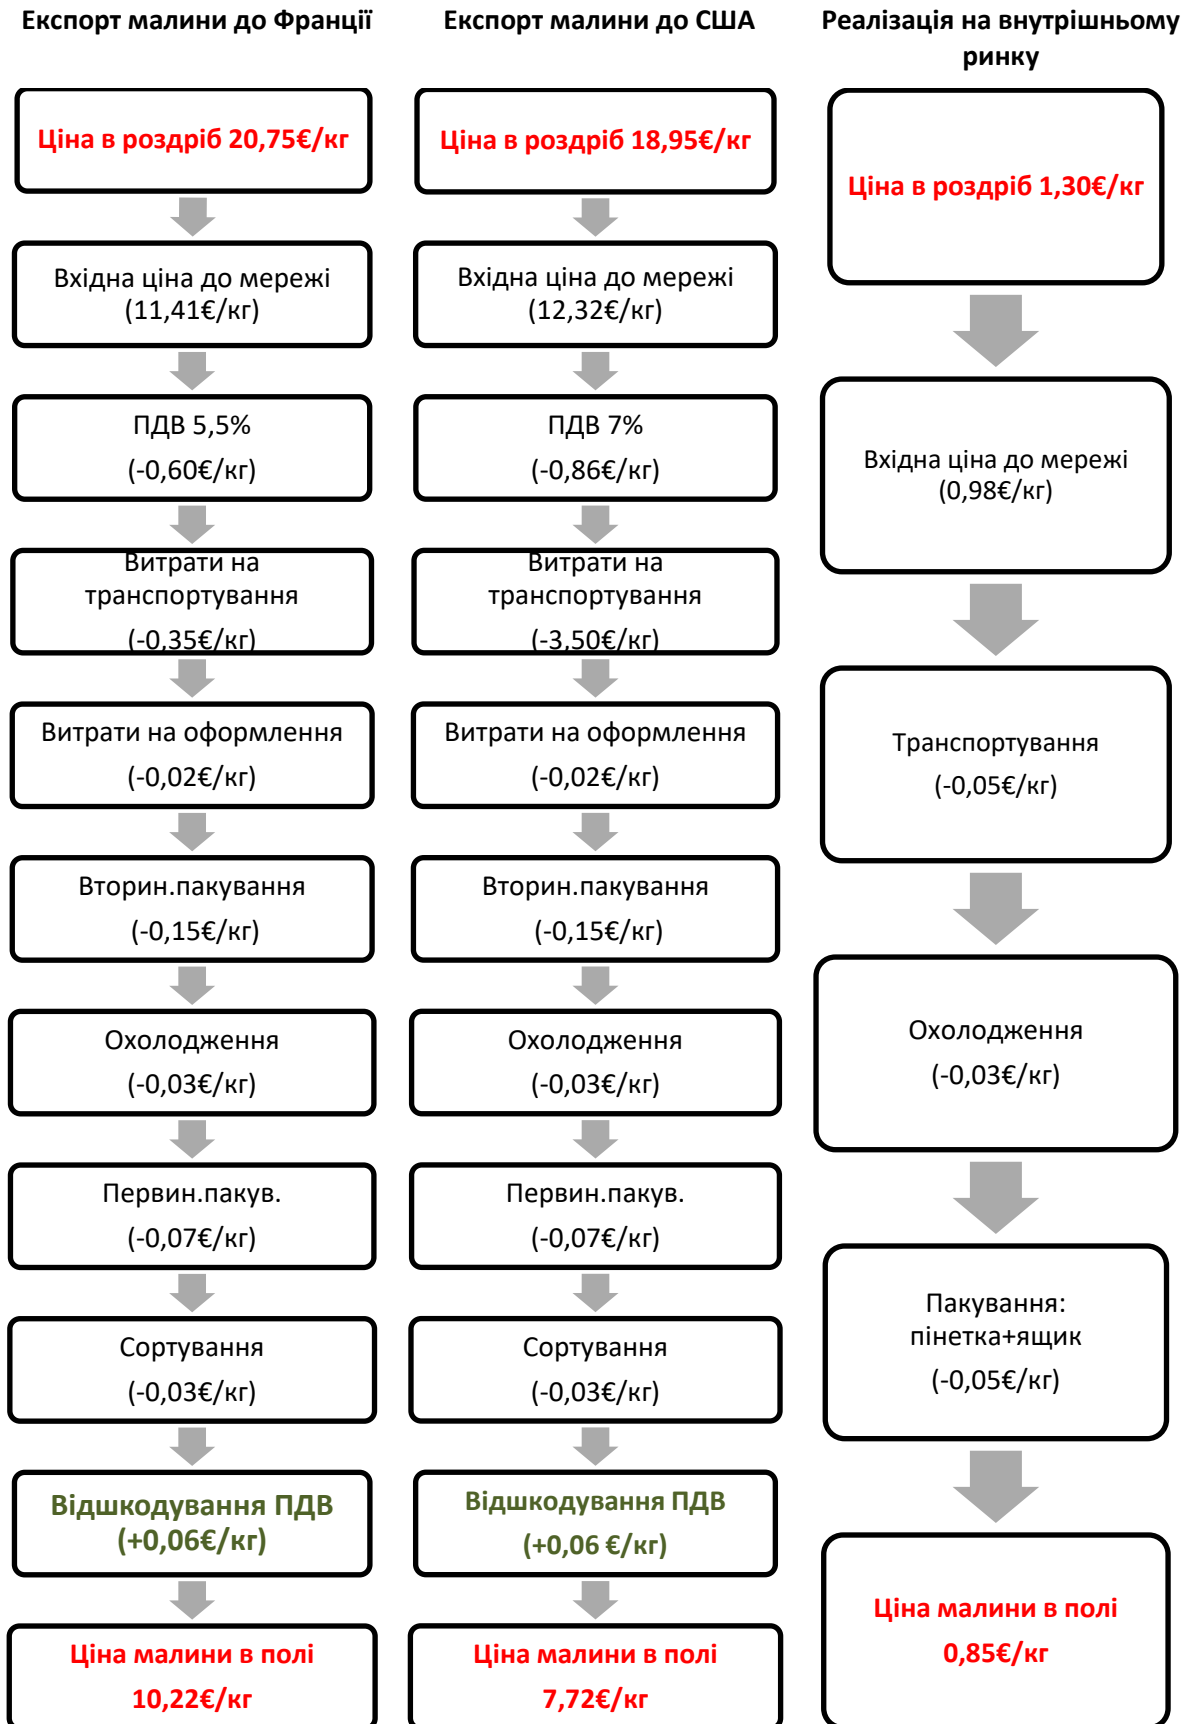 Експорт малини до Франції
Ціна в роздріб 20,75€/кг
Вхідна ціна до мережі
(11,41€/кг)
ПДВ 5,5%
(-0,60€/кг)
Витрати на
транспортування
(-0,35€/кг)
Витрати на оформлення
(-0,02€/кг)
Вторин.пакування
(-0,15€/кг)
Охолодження
(-0,03€/кг)
Первин.пакув.
(-0,07€/кг)
Сортування
(-0,03€/кг)
Відшкодування ПДВ
(+0,06€/кг)
Ціна малини в полі
10,22€/кг
Експорт малини до США
Ціна в роздріб 18,95€/кг
Вхідна ціна до мережі
(12,32€/кг)
ПДВ 7%
(-0,86€/кг)
Витрати на
транспортування
(-3,50€/кг)
Витрати на оформлення
(-0,02€/кг)
Вторин.пакування
(-0,15€/кг)
Охолодження
(-0,03€/кг)
Первин.пакув.
(-0,07€/кг)
Сортування
(-0,03€/кг)
Відшкодування ПДВ
(+0,06 €/кг)
Ціна малини в полі
7,72€/кг
Реалізація на внутрішньому
ринку
Ціна в роздріб 1,30€/кг
Вхідна ціна до мережі
(0,98€/кг)
Транспортування
(-0,05€/кг)
Охолодження
(-0,03€/кг)
Пакування:
пінетка+ящик
(-0,05€/кг)
Ціна малини в полі
0,85€/кг